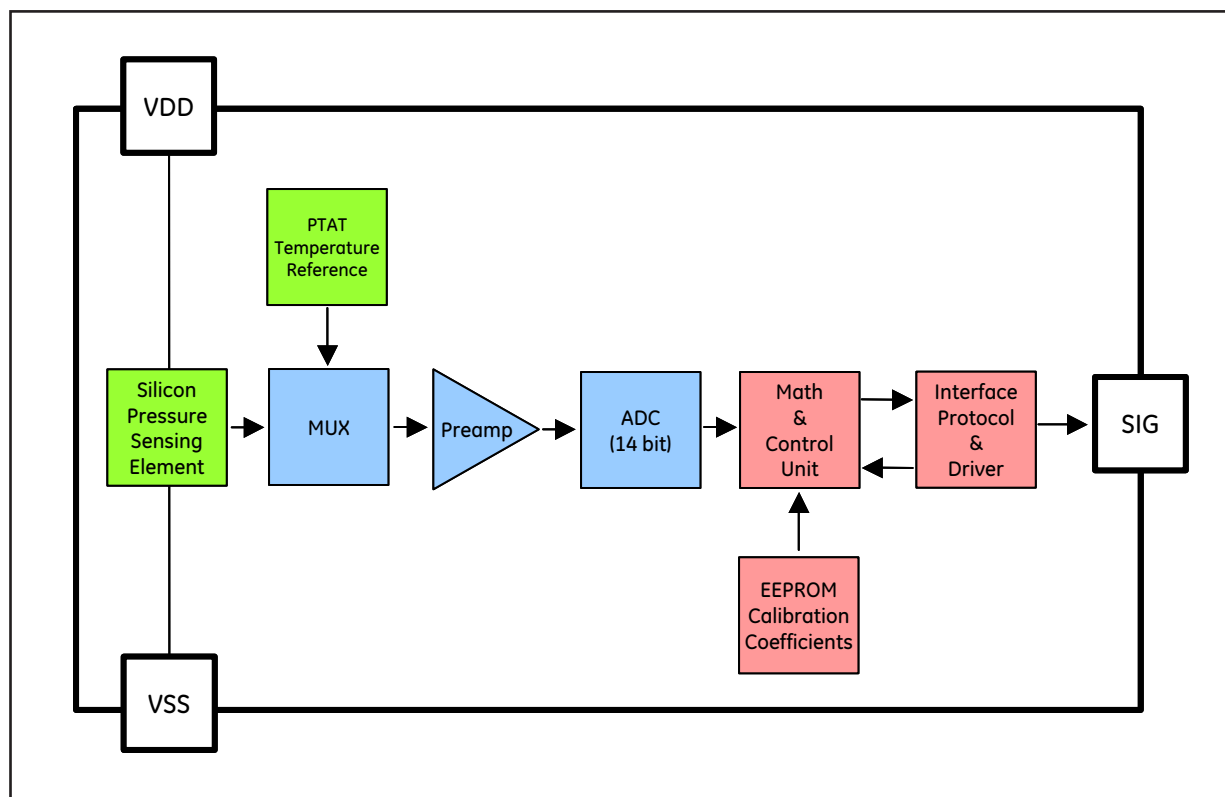 VDD
PTAT
Temperature
Reference
Silicon
Pressure
Sensing
Element
MUX
Preamp
ADC
(14 bit)
Math
&
Control
Unit
Interface
Protocol
&
Driver
SIG
EEPROM
Calibration
Coefficients
VSS